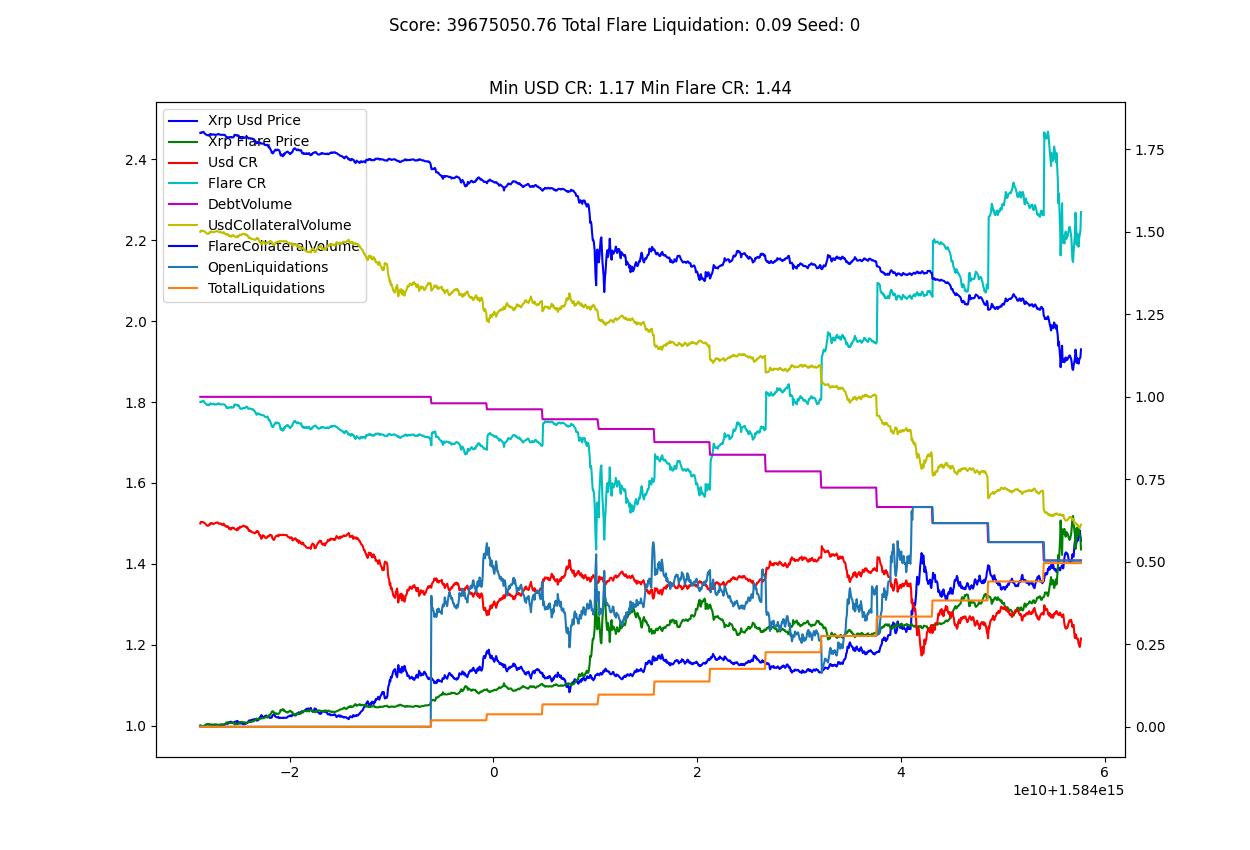 Score: 39675050.76 Total Flare Liquidation: 0.09 Seed: 0
Min USD CR: 1.17 Min Flare CR: 1.44
Xrp Usd Price
Xrp Flare Price
Usd CR
Flare CR
DebtVolume
UsdCollateralVolume
FlareCollateralVolume
OpenLiquidations
TotalLiquidations
2.4
2.2
2.0
1.8
1.6
1.4
1.2
1.0
1.75
1.50
1.25
1.00
0.75
0.50
0.25
0.00
−2
0
2
4
6
1e10+1.584e15